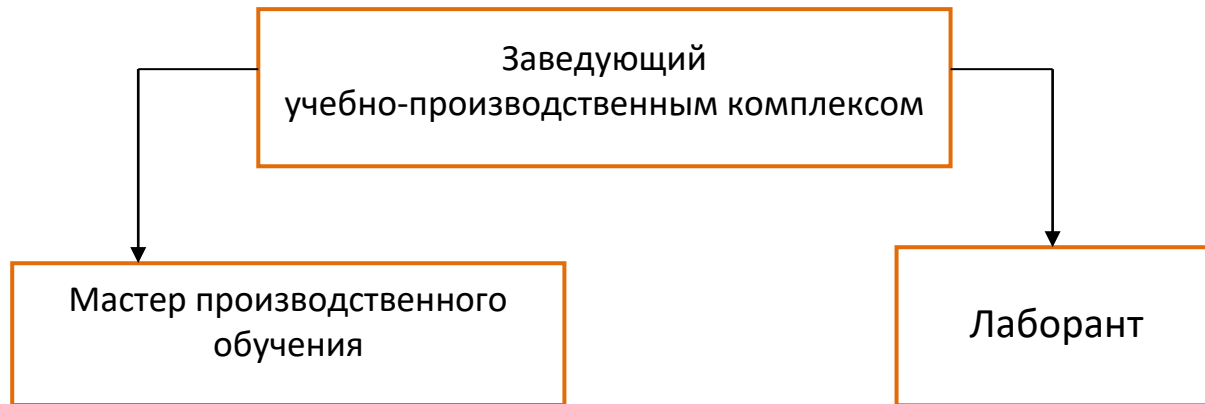 Заведующий
учебно-производственным комплексом
Мастер производственного
обучения
Лаборант